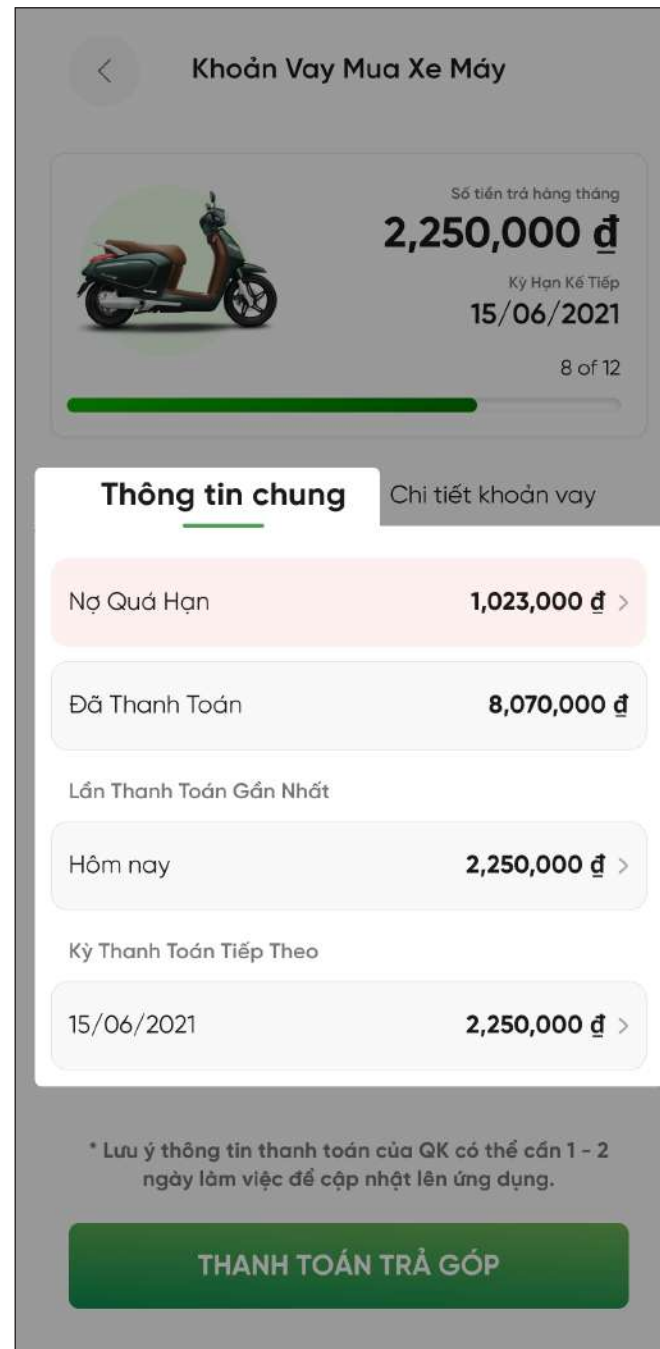 Khoản Vay Mua Xe Máy
Số tiền trả hàng tháng
2,250,000 ₫
Kỳ Hạn Kế Tiếp
15/06/2021
8 of 12
Thông tin chung
Chi tiết khoản vay
Nợ Quá Hạn
1,023,000 ₫
Đã Thanh Toán
8,070,000 ₫
Lần Thanh Toán Gần Nhất
Hôm nay
2,250,000 ₫
Kỳ Thanh Toán Tiếp Theo
15/06/2021
2,250,000 ₫
* Lưu ý thông tin thanh toán của QK có thể cần 1 - 2
ngày làm việc để cập nhật lên ứng dụng.
THANH TOÁN TRẢ GÓP